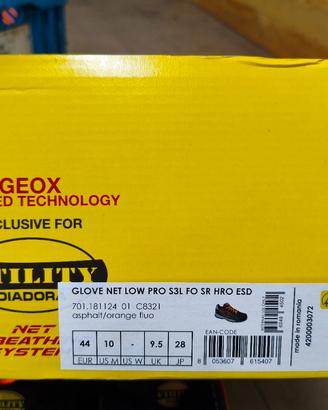 GEOX
ED TECHNOLOGY
CLUSIVE FOR
TILITY
DIADORA
NET
BREATH
SYSTE
GLOVE NET LOW PRO S3L FO SR HRO ESD
701.181124 01 C8321
asphalt/orange fluo
44 10 - 9.5 28
EUR US M US W UK JP
EAN-CODE
8 053607 615407
made in romania
4200003072